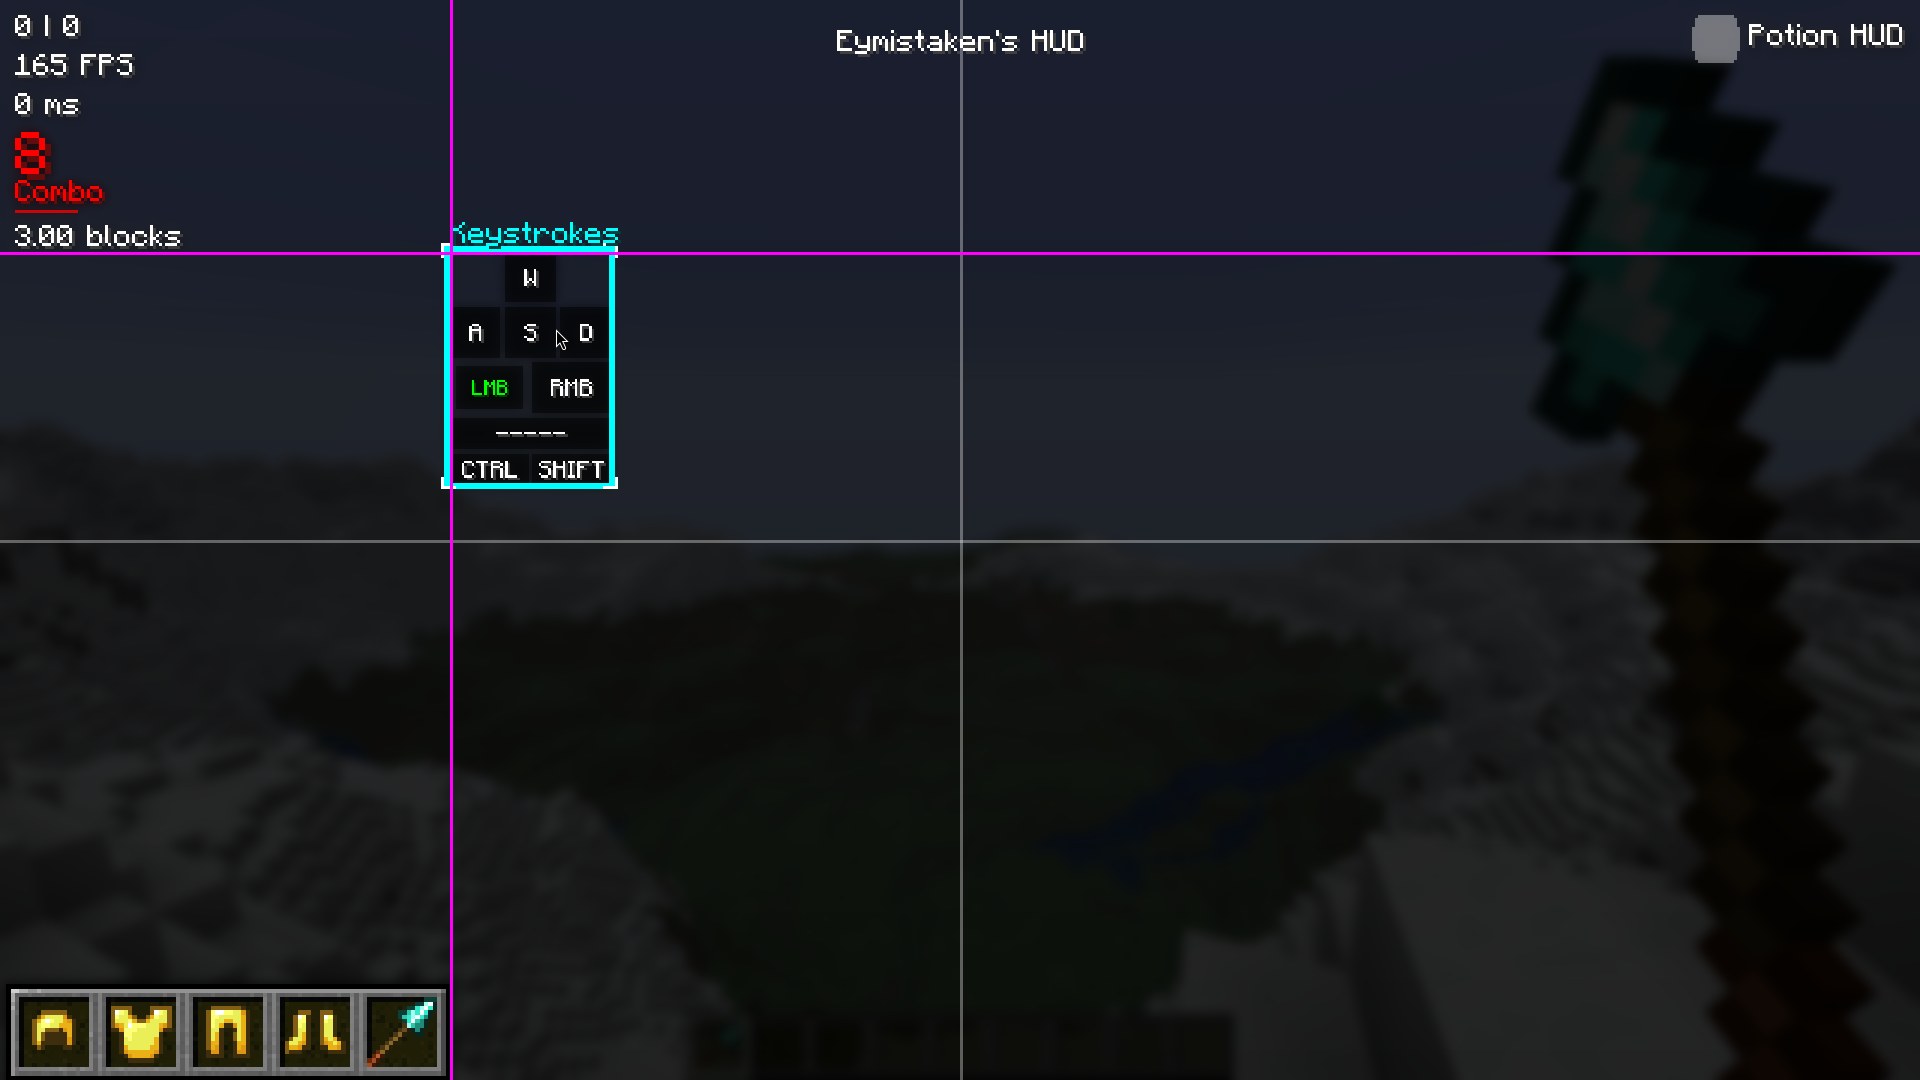 0 | 0
165 FPS
0 ms
8
Combo
3.00 blocks
Eymistaken's HUD
Potion HUD
Keystrokes
W
A S D
LMB RMB
-----
CTRL SHIFT